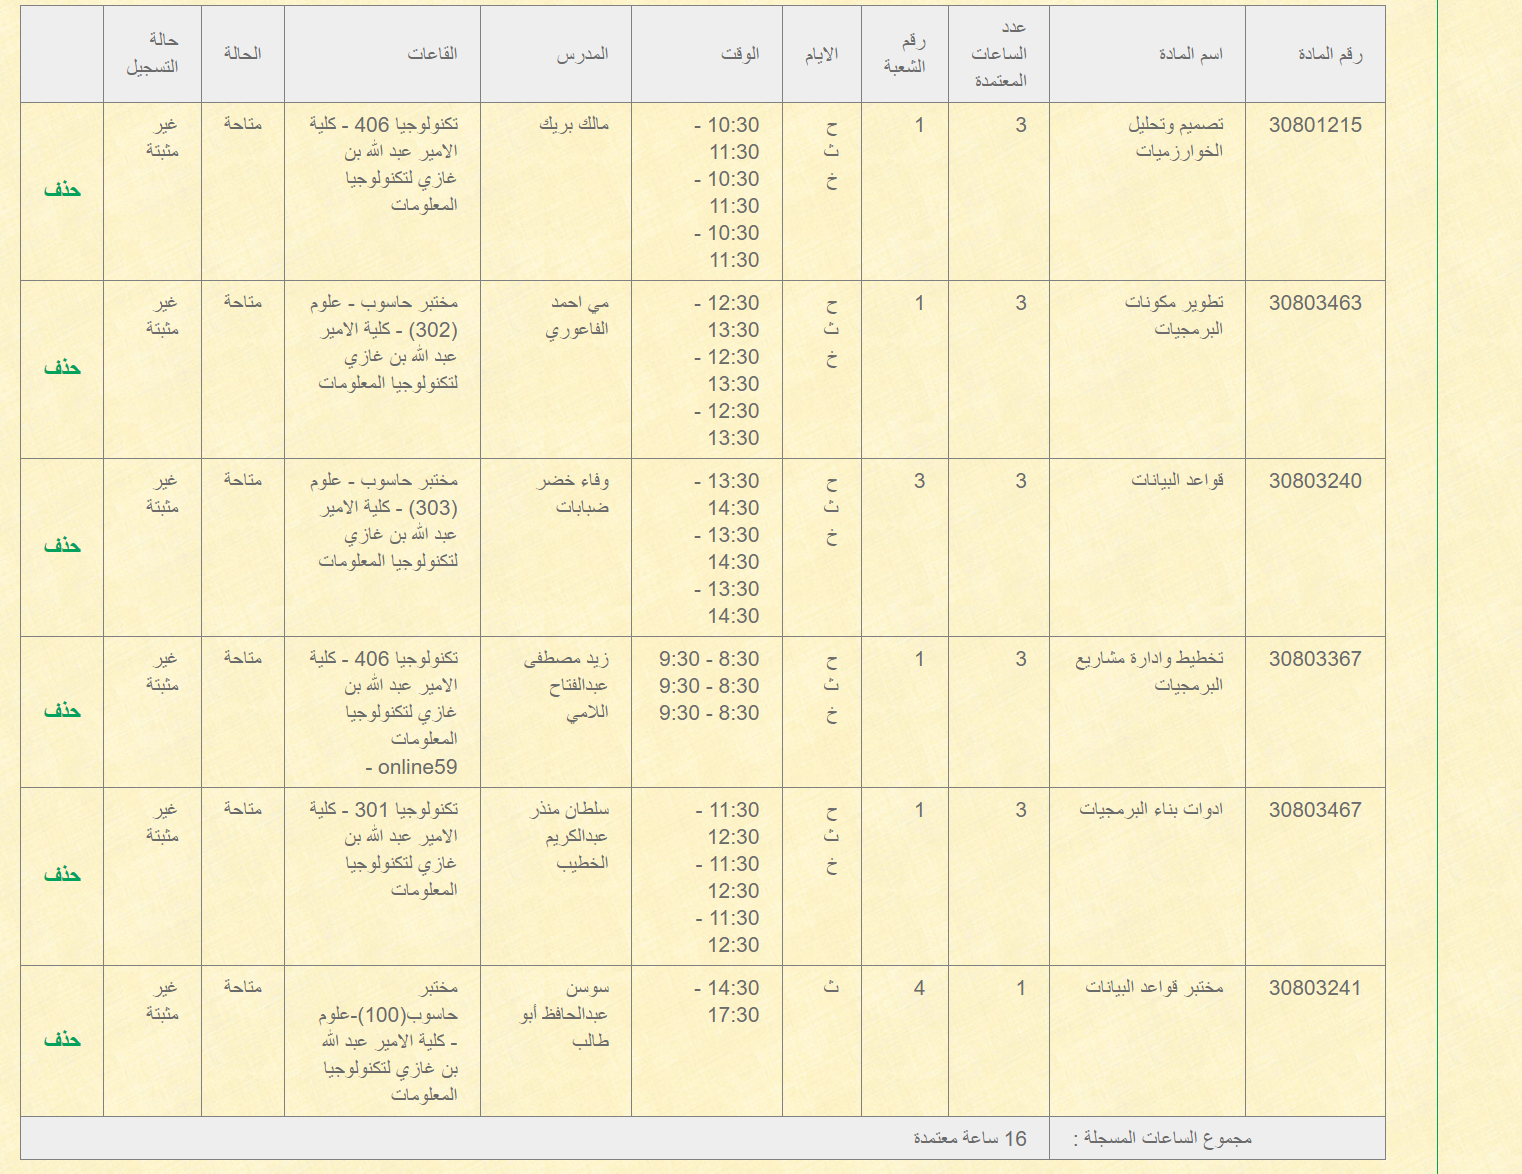 رقم المادة
اسم المادة
عدد
الساعات
المعتمدة
رقم
الشعبة
الايام
الوقت
المدرس
القاعات
الحالة
حالة
التسجيل
30801215
تصميم وتحليل
الخوارزميات
3
1
ح
ث
خ
10:30 -
11:30
10:30 -
11:30
10:30 -
11:30
مالك بريك
تكنولوجيا 406 - كلية
الامير عبد الله بن
غازي لتكنولوجيا
المعلومات
متاحة
غير
مثبتة
حذف
30803463
تطوير مكونات
البرمجيات
3
1
ح
ث
خ
12:30 -
13:30
12:30 -
13:30
12:30 -
13:30
مي احمد
الفاعوري
مختبر حاسوب - علوم
(302) - كلية الامير
عبد الله بن غازي
لتكنولوجيا المعلومات
متاحة
غير
مثبتة
حذف
30803240
قواعد البيانات
3
3
ح
ث
خ
13:30 -
14:30
13:30 -
14:30
13:30 -
14:30
وفاء خضر
ضبابات
مختبر حاسوب - علوم
(303) - كلية الامير
عبد الله بن غازي
لتكنولوجيا المعلومات
متاحة
غير
مثبتة
حذف
30803367
تخطيط وادارة مشاريع
البرمجيات
3
1
ح
ث
خ
8:30 - 9:30
8:30 - 9:30
8:30 - 9:30
زيد مصطفى
عبدالفتاح
اللامي
تكنولوجيا 406 - كلية
الامير عبد الله بن
غازي لتكنولوجيا
المعلومات
online59 -
متاحة
غير
مثبتة
حذف
30803467
ادوات بناء البرمجيات
3
1
ح
ث
خ
11:30 -
12:30
11:30 -
12:30
11:30 -
12:30
سلطان منذر
عبدالكريم
الخطيب
تكنولوجيا 301 - كلية
الامير عبد الله بن
غازي لتكنولوجيا
المعلومات
متاحة
غير
مثبتة
حذف
30803241
مختبر قواعد البيانات
1
4
ث
14:30 -
17:30
سوسن
عبدالحافظ أبو
طالب
مختبر
حاسوب(100)-علوم
- كلية الامير عبد الله
بن غازي لتكنولوجيا
المعلومات
متاحة
غير
مثبتة
حذف
مجموع الساعات المسجلة :
16 ساعة معتمدة